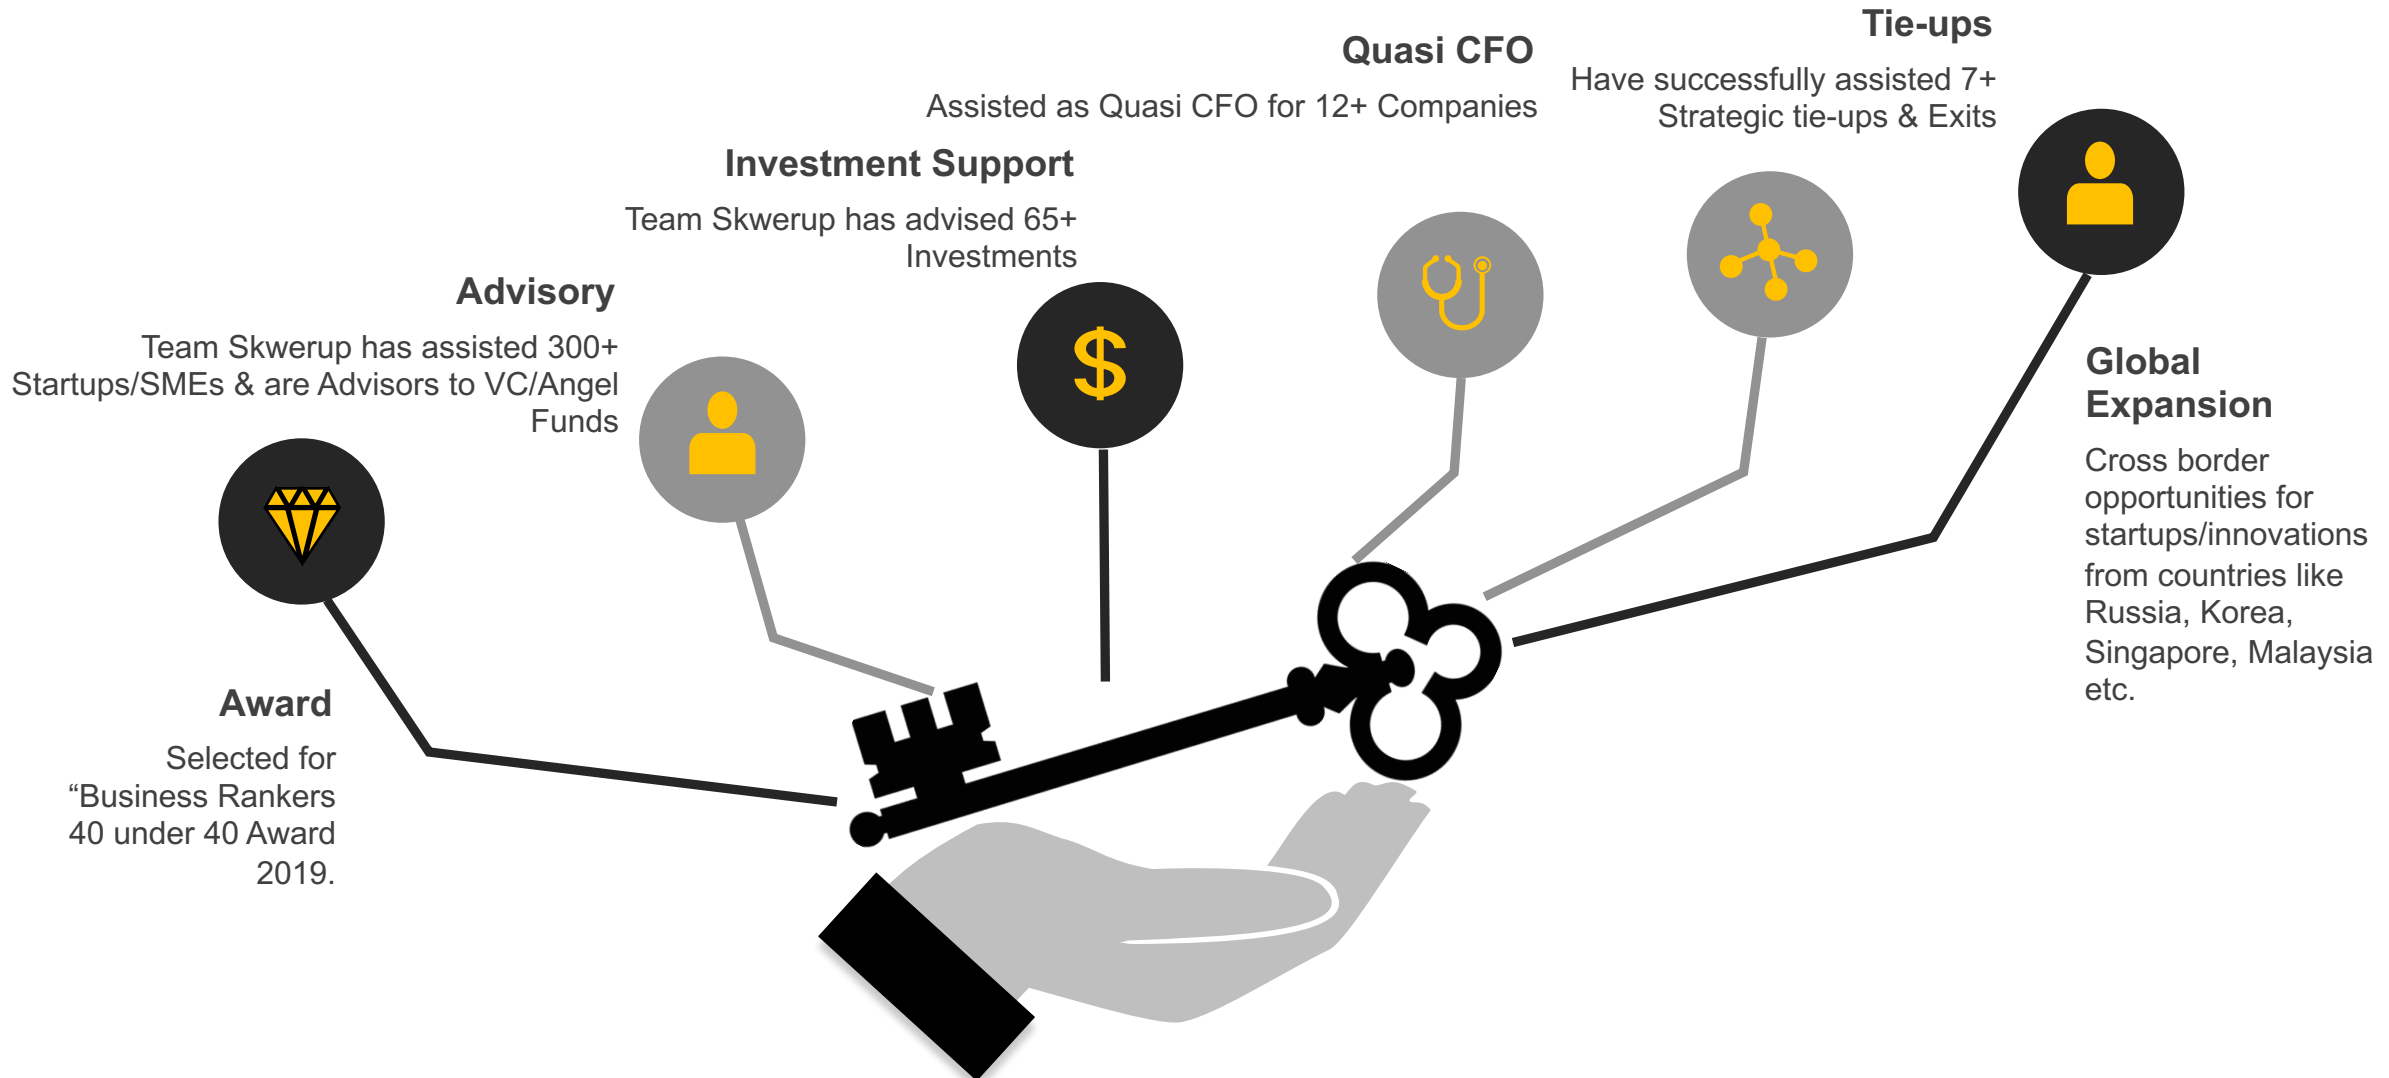 Award
Selected for
“Business Rankers
40 under 40 Award
2019.
Advisory
Team Skwerup has assisted 300+
Startups/SMEs & are Advisors to VC/Angel
Funds
Investment Support
Team Skwerup has advised 65+
Investments
$
Quasi CFO
Assisted as Quasi CFO for 12+ Companies
Tie-ups
Have successfully assisted 7+
Strategic tie-ups & Exits
Global
Expansion
Cross border
opportunities for
startups/innovations
from countries like
Russia, Korea,
Singapore, Malaysia
etc.